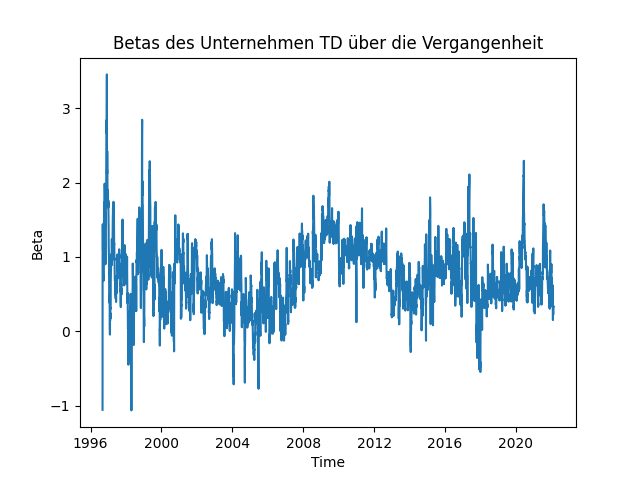 Betas des Unternehmen TD über die Vergangenheit
Beta
3
2
1
0
−1
1996 2000 2004 2008 2012 2016 2020
Time